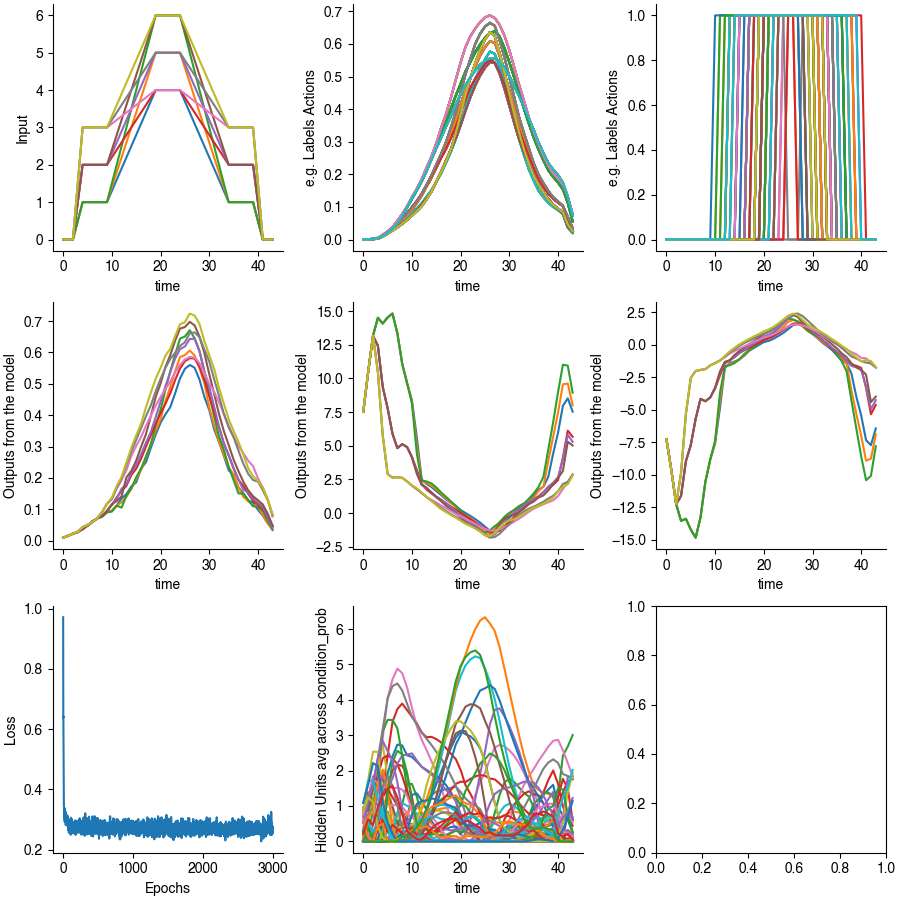 Input
0 1 2 3 4 5 6
0 10 20 30 40
time
e.g. Labels Actions
0.0 0.1 0.2 0.3 0.4 0.5 0.6 0.7
0 10 20 30 40
time
e.g. Labels Actions
0.0 0.2 0.4 0.6 0.8 1.0
0 10 20 30 40
time
Outputs from the model
0.0 0.1 0.2 0.3 0.4 0.5 0.6 0.7
0 10 20 30 40
time
Outputs from the model
−2.5 0.0 2.5 5.0 7.5 10.0 12.5 15.0
0 10 20 30 40
time
Outputs from the model
−15.0 −12.5 −10.0 −7.5 −5.0 −2.5 0.0 2.5
0 10 20 30 40
time
Loss
0.2 0.4 0.6 0.8 1.0
0 1000 2000 3000
Epochs
Hidden Units avg across condition_prob
0 1 2 3 4 5 6
0 10 20 30 40
time
0.0 0.2 0.4 0.6 0.8 1.0
0.0 0.2 0.4 0.6 0.8 1.0